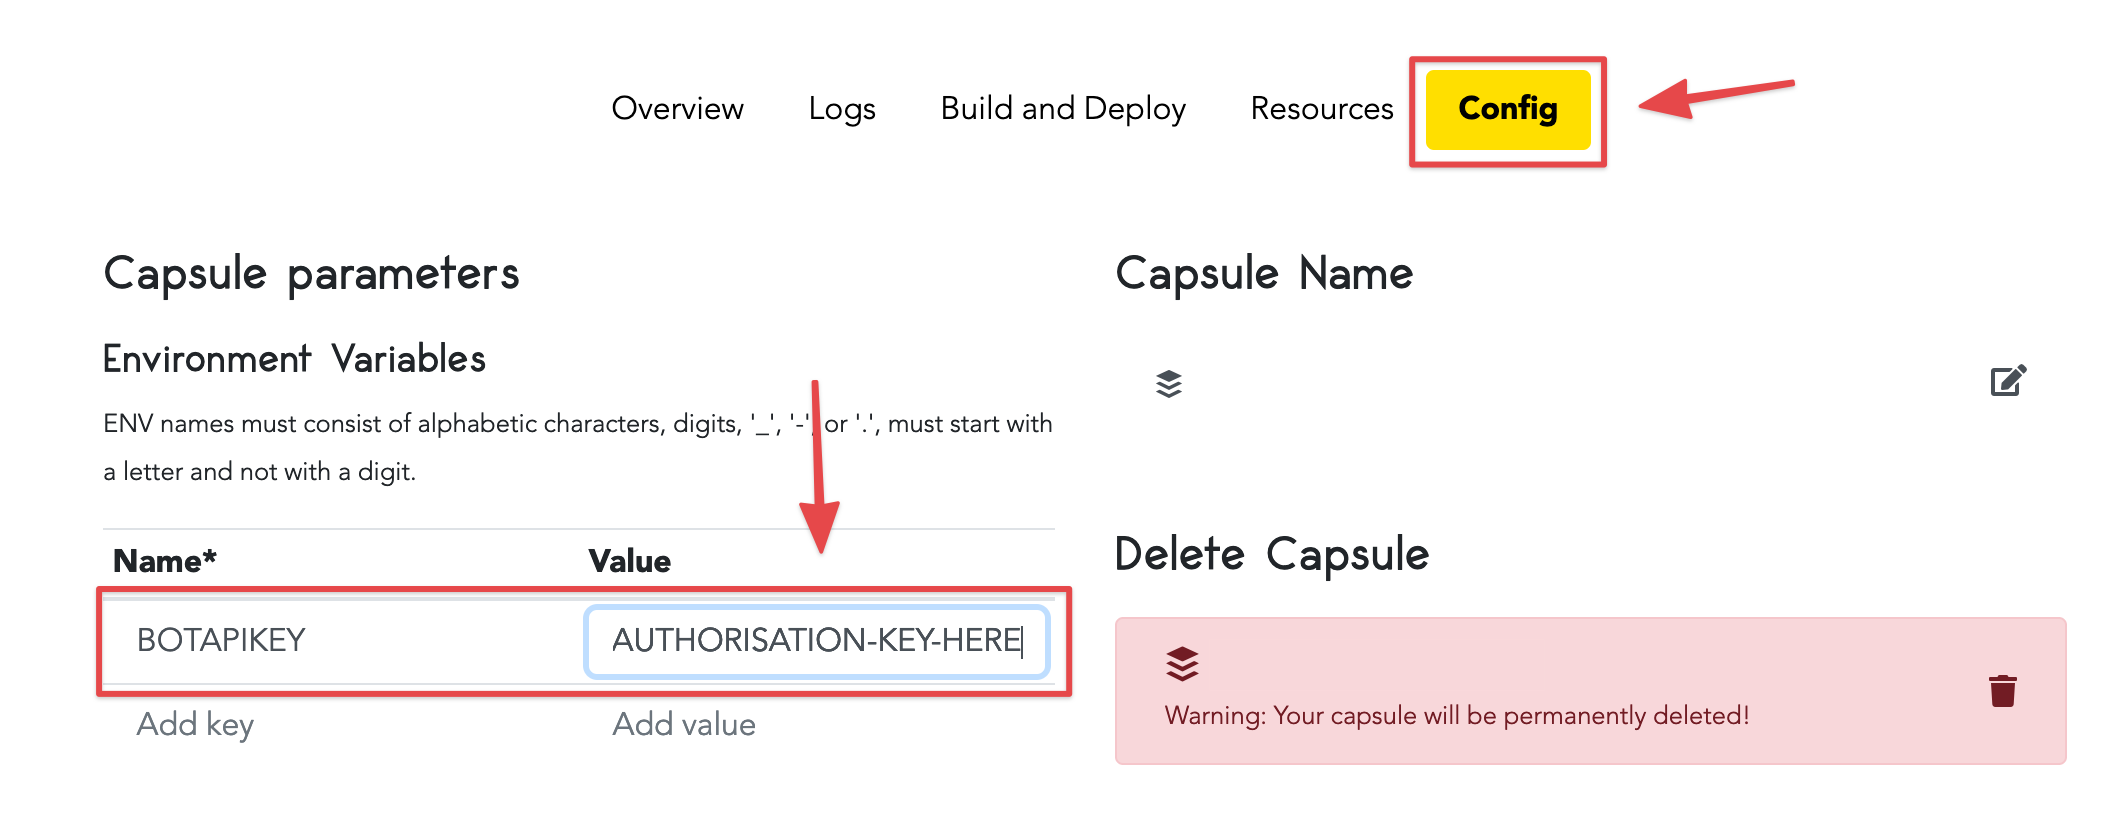 Overview Logs Build and Deploy Resources Config
Capsule parameters
Environment Variables
ENV names must consist of alphabetic characters, digits, '_', '-', or '.', must start with
a letter and not with a digit.
Name* Value
BOTAPIKEY AUTHORISATION-KEY-HERE
Add key Add value
Capsule Name
Delete Capsule
Warning: Your capsule will be permanently deleted!